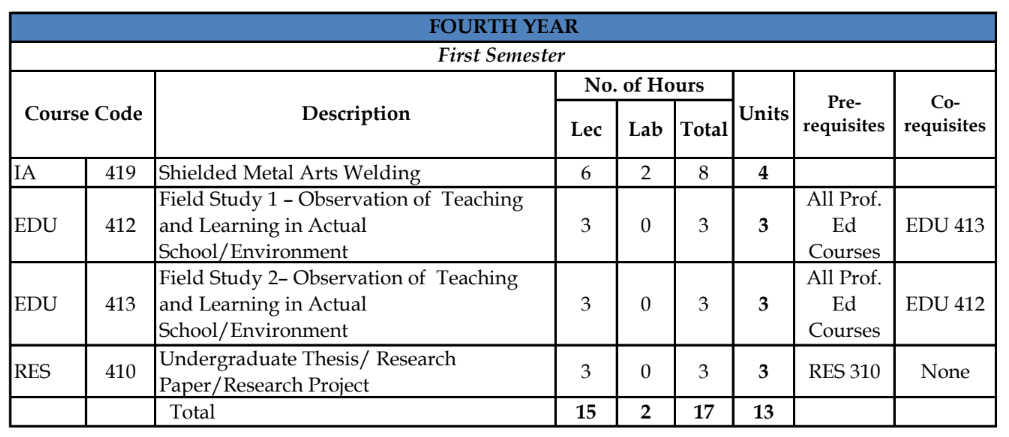 FOURTH YEAR
First Semester
Course Code Description No. of Hours Units Pre-requisites Co-requisites
Lec Lab Total
IA 419 Shielded Metal Arts Welding 6 2 8 4
EDU 412 Field Study 1 – Observation of Teaching and Learning in Actual School/Environment 3 0 3 3 All Prof. Ed Courses EDU 413
EDU 413 Field Study 2– Observation of Teaching and Learning in Actual School/Environment 3 0 3 3 All Prof. Ed Courses EDU 412
RES 410 Undergraduate Thesis/ Research Paper/Research Project 3 0 3 3 RES 310 None
Total 15 2 17 13